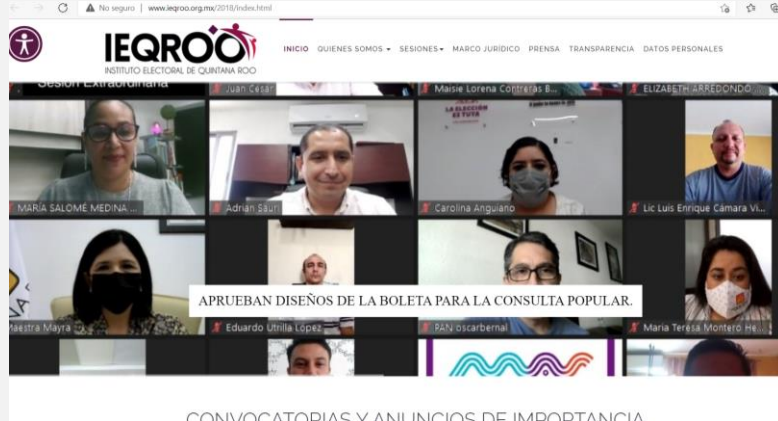 No seguro | www.ieqroo.org.mx/2018/index.html
IEQROO
INSTITUTO ELECTORAL DE QUINTANA ROO
INICIO QUIENES SOMOS SESIONES MARCO JURÍDICO PRENSA TRANSPARENCIA DATOS PERSONALES
Sesión Extraordinaria
Juan César
Maisie Lorena Contreras B...
ELIZABETH ARREDONDO
LA ELECCIÓN
ES TUYA
MARÍA SALOMÉ MEDINA ...
Adrian Sauri
Carolina Anguiano
Lic Luis Enrique Cámara Vi...
APRUEBAN DISEÑOS DE LA BOLETA PARA LA CONSULTA POPULAR.
Maestra Mayra
Eduardo Utrilla López
PAN oscarbernal
Maria Teresa Montero He...
CONVOCATORIAS Y ANUNCIOS DE IMPORTANCIA